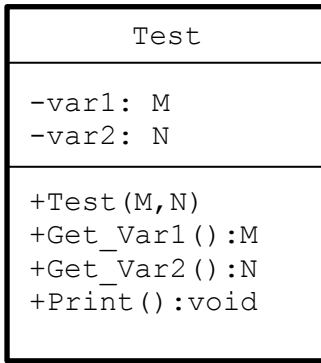 Test
-var1: M
-var2: N
+Test(M,N)
+Get_Var1():M
+Get_Var2():N
+Print():void